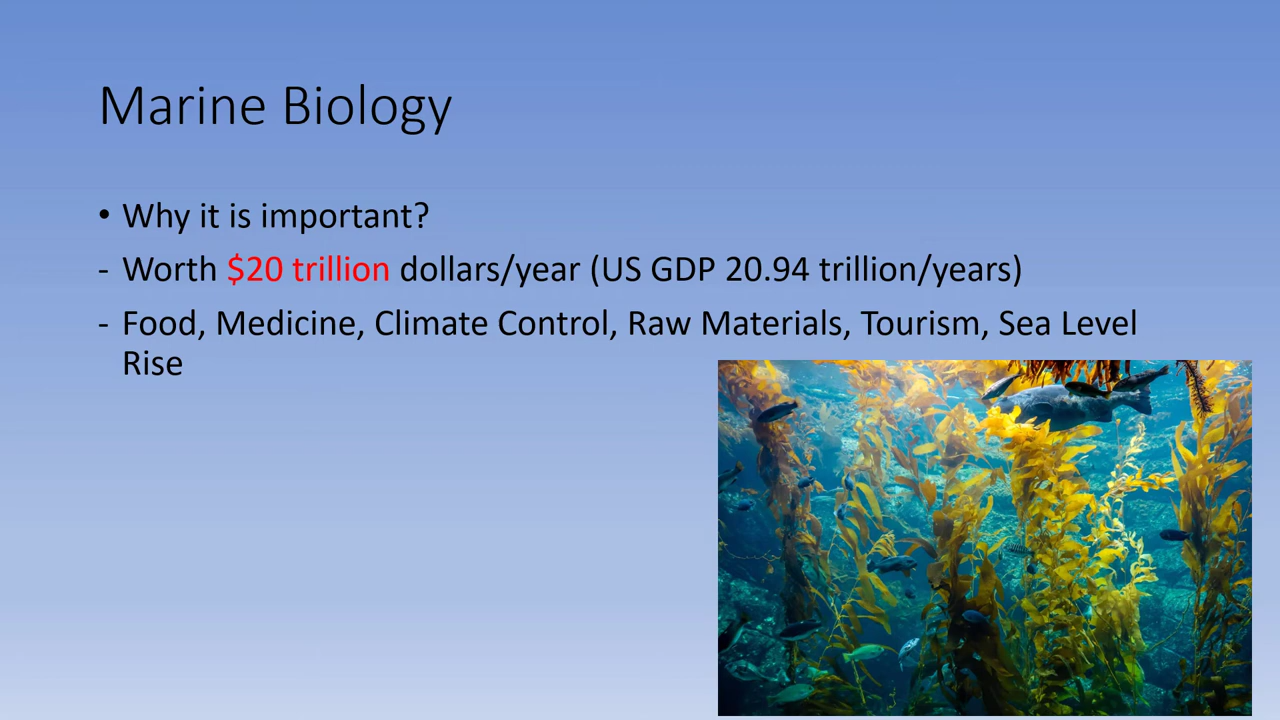 Marine Biology
• Why it is important?
- Worth $20 trillion dollars/year (US GDP 20.94 trillion/years)
- Food, Medicine, Climate Control, Raw Materials, Tourism, Sea Level
Rise